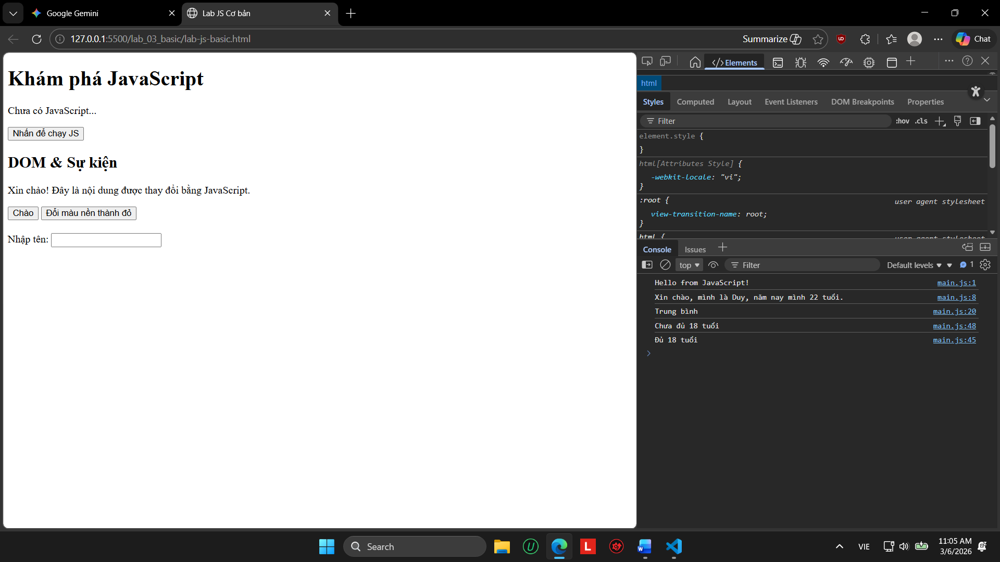 Google Gemini
Lab JS Cơ bản
127.0.0.1:5500/lab_03_basic/lab-js-basic.html
Summarize
Chat
Khám phá JavaScript
Chưa có JavaScript...
Nhấn để chạy JS
DOM & Sự kiện
Xin chào! Đây là nội dung được thay đổi bằng JavaScript.
Chào Đổi màu nền thành đỏ
Nhập tên:
Elements
html
Styles Computed Layout Event Listeners DOM Breakpoints Properties
Filter :hov .cls
element.style {
}
html[Attributes Style] {
-webkit-locale: "vi";
}
:root { user agent stylesheet
view-transition-name: root;
}
html { user agent stylesheet
Console Issues
top Filter Default levels 1
Hello from JavaScript! main.js:1
Xin chào, mình là Duy, năm nay mình 22 tuổi. main.js:8
Trung bình main.js:20
Chưa đủ 18 tuổi main.js:48
Đủ 18 tuổi main.js:45
Search
VIE
11:05 AM
3/6/2026